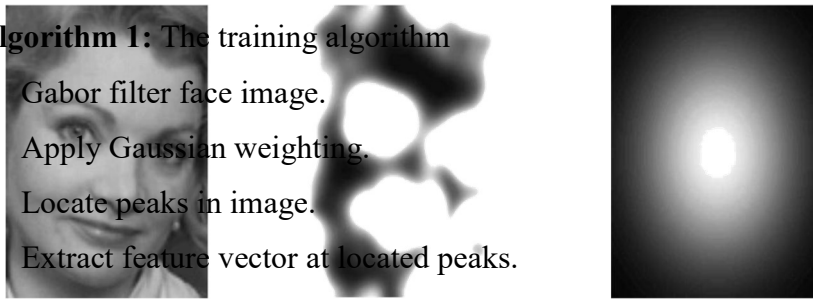 lgorithm 1: The training algorithm
Gabor filter face image.
Apply Gaussian weighting.
Locate peaks in image.
Extract feature vector at located peaks.